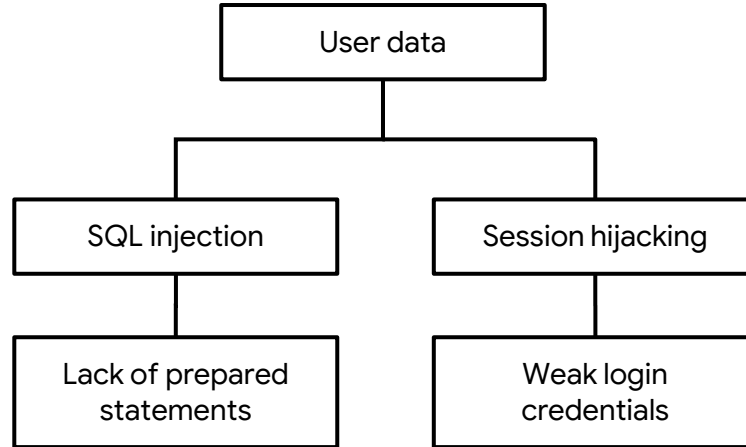 User data
SQL injection
Session hijacking
Lack of prepared
statements
Weak login
credentials